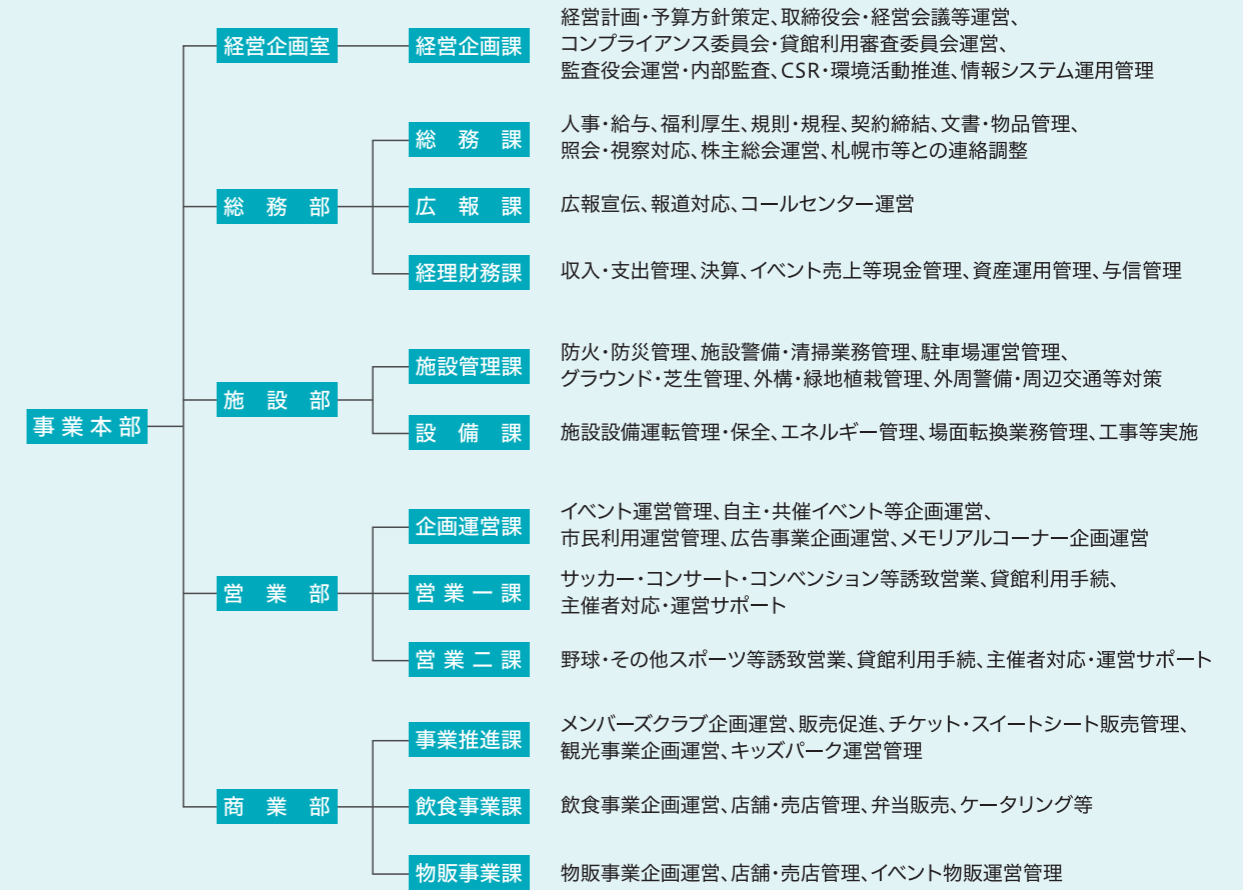 事業本部
経営企画室
経営企画課
経営計画・予算方針策定、取締役会・経営会議等運営、
コンプライアンス委員会・貸館利用審査委員会運営、
監査役会運営・内部監査、CSR・環境活動推進、情報システム運用管理
総務部
総務課
人事・給与、福利厚生、規則・規程、契約締結、文書・物品管理、
照会・視察対応、株主総会運営、札幌市等との連絡調整
広報課
広報宣伝、報道対応、コールセンター運営
経理財務課
収入・支出管理、決算、イベント売上等現金管理、資産運用管理、与信管理
施設部
施設管理課
防火・防災管理、施設警備・清掃業務管理、駐車場運営管理、
グラウンド・芝生管理、外構・緑地植栽管理、外周警備・周辺交通等対策
設備課
施設設備運転管理・保全、エネルギー管理、場面転換業務管理、工事等実施
営業部
企画運営課
イベント運営管理、自主・共催イベント等企画運営、
市民利用運営管理、広告事業企画運営、メモリアルコーナー企画運営
営業一課
サッカー・コンサート・コンベンション等誘致営業、貸館利用手続、
主催者対応・運営サポート
営業二課
野球・その他スポーツ等誘致営業、貸館利用手続、主催者対応・運営サポート
商業部
事業推進課
メンバーズクラブ企画運営、販売促進、チケット・スイートシート販売管理、
観光事業企画運営、キッズパーク運営管理
飲食事業課
飲食事業企画運営、店舗・売店管理、弁当販売、ケータリング等
物販事業課
物販事業企画運営、店舗・売店管理、イベント物販運営管理